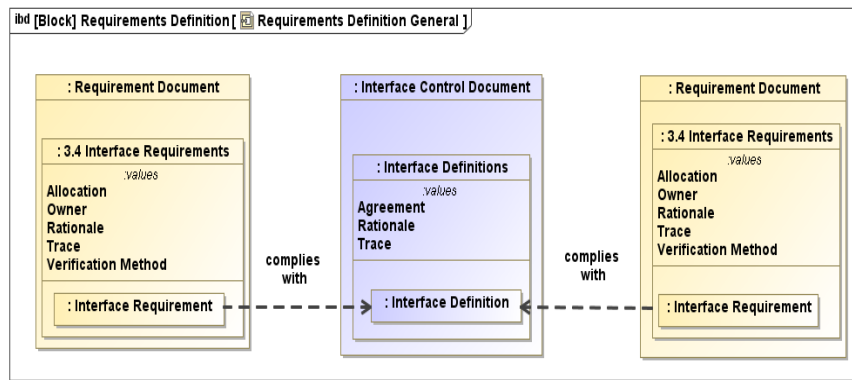 ibd [Block] Requirements Definition [ Requirements Definition General ]
: Requirement Document
: 3.4 Interface Requirements
:values
Allocation
Owner
Rationale
Trace
Verification Method
: Interface Requirement
complies
with
: Interface Control Document
: Interface Definitions
:values
Agreement
Rationale
Trace
: Interface Definition
complies
with
: Requirement Document
: 3.4 Interface Requirements
:values
Allocation
Owner
Rationale
Trace
Verification Method
: Interface Requirement